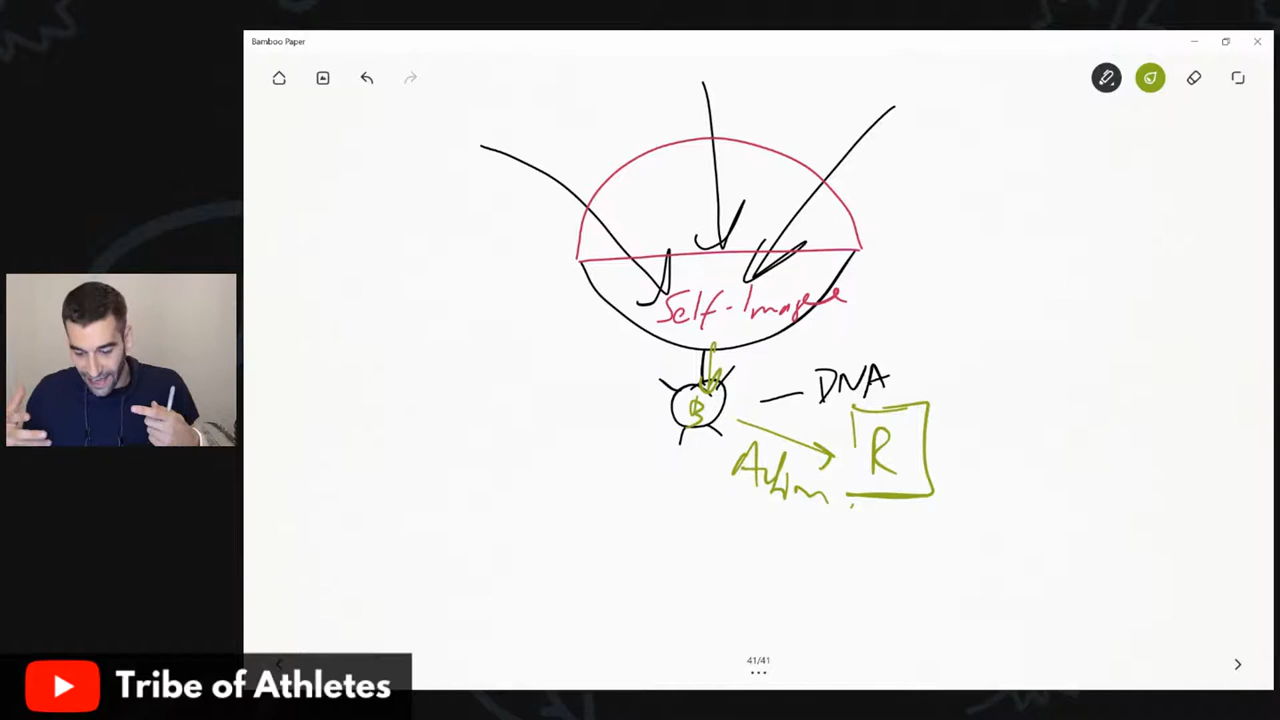 Bamboo Paper
Self-Image
DNA
B
R
Action
41/41
Tribe of Athletes